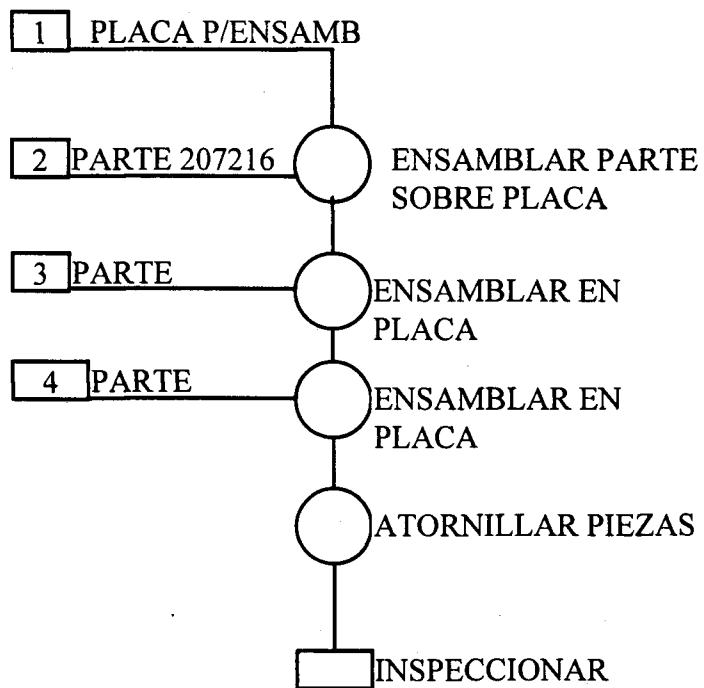 1 PLACA P/ENSAMB
2 PARTE 207216
ENSAMBLAR PARTE
SOBRE PLACA
3 PARTE
ENSAMBLAR EN
PLACA
4 PARTE
ENSAMBLAR EN
PLACA
ATORNILLAR PIEZAS
INSPECCIONAR